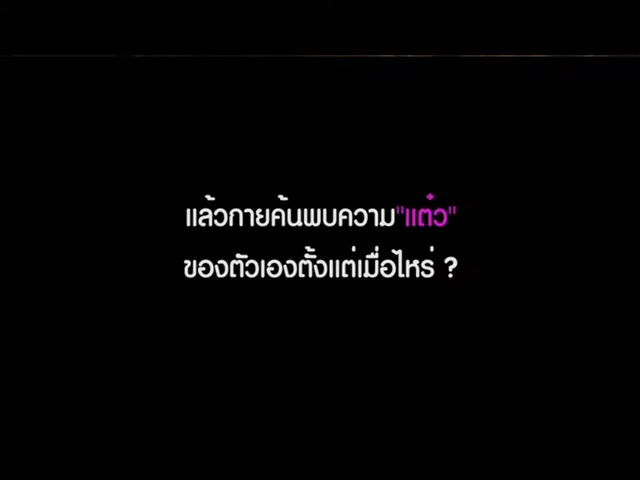 แล้วกายค้นพบความ"แต๋ว"
ของตัวเองตั้งแต่เมื่อไหร่ ?